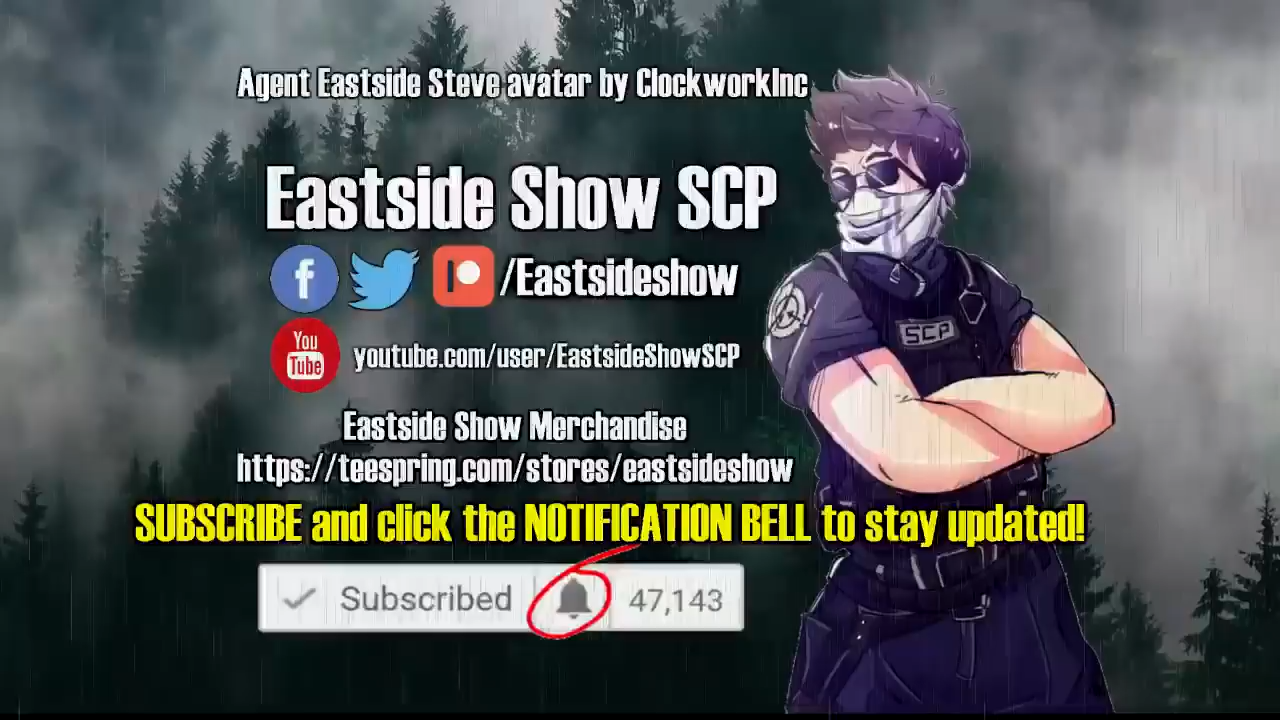 Agent Eastside Steve avatar by ClockworkInc
Eastside Show SCP
f /Eastsideshow
You Tube youtube.com/user/EastsideShowSCP
SCP
Eastside Show Merchandise
https://teespring.com/stores/eastsideshow
SUBSCRIBE and click the NOTIFICATION BELL to stay updated!
Subscribed 47,143